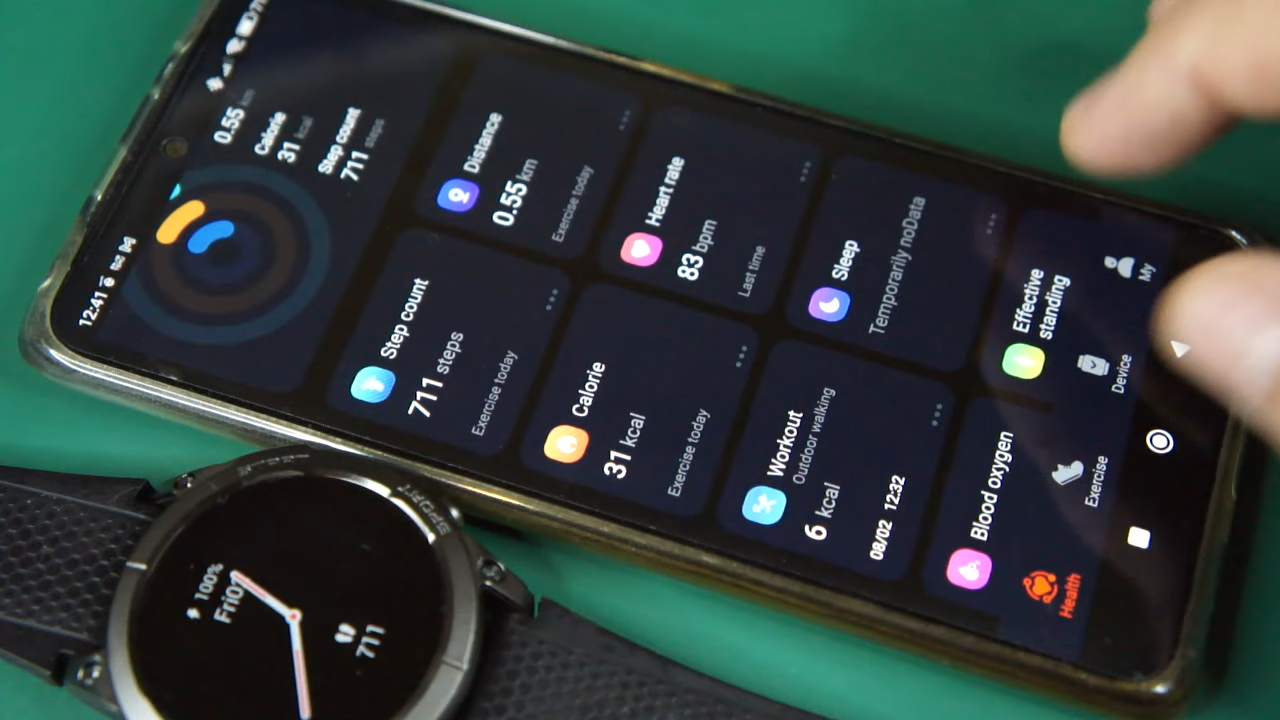 12:41
0.55 km
Calorie
31 kcal
Step count
711 steps
Step count
711 steps
Exercise today
Distance
0.55 km
Exercise today
Calorie
31 kcal
Exercise today
Heart rate
83 bpm
Last time
Workout
Outdoor walking
6 kcal
08/02 12:32
Sleep
Temporarily noData
Blood oxygen
Effective
standing
Health
Exercise
Device
My
100%
711
SPORT